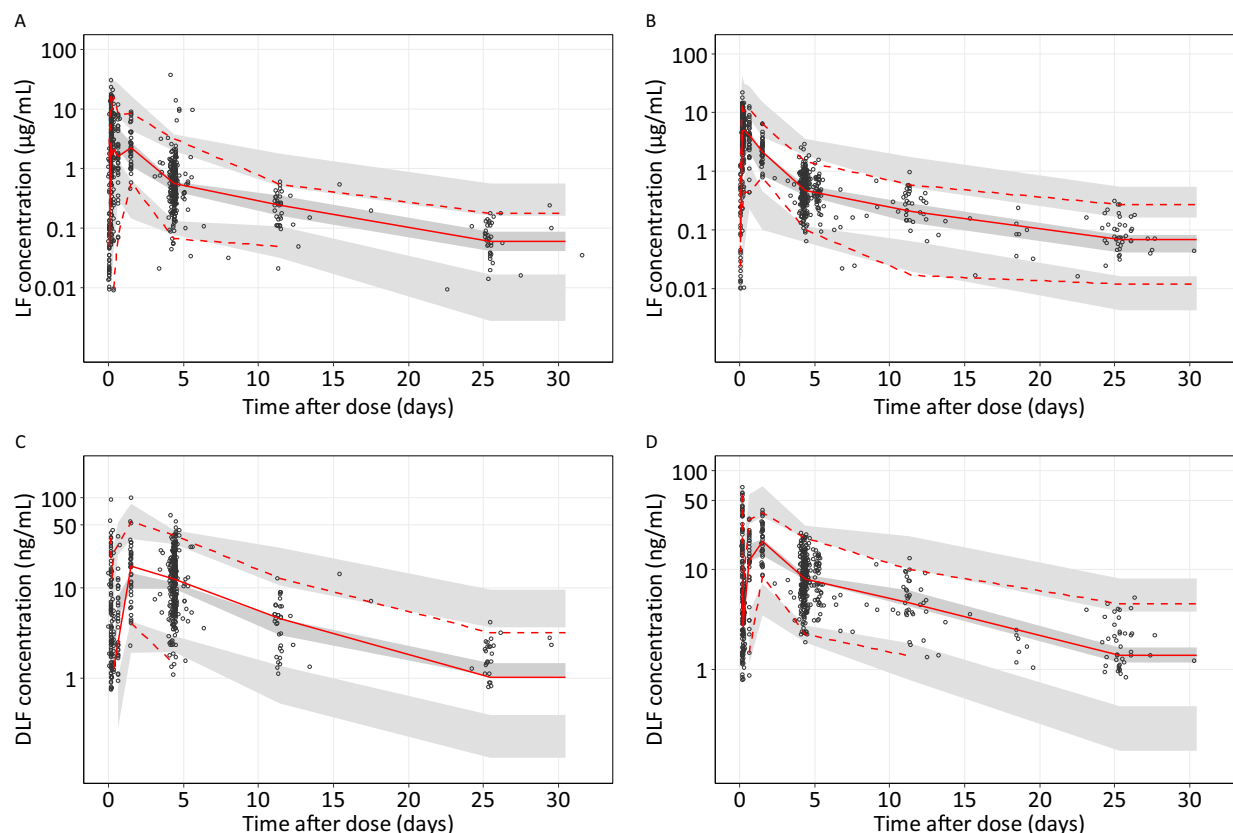 A
LF concentration (µg/mL)
100
10
1
0.1
0.01
0 5 10 15 20 25 30
Time after dose (days)
B
LF concentration (µg/mL)
100
10
1
0.1
0.01
0 5 10 15 20 25 30
Time after dose (days)
C
DLF concentration (ng/mL)
100
50
10
1
0 5 10 15 20 25 30
Time after dose (days)
D
DLF concentration (ng/mL)
100
50
10
1
0 5 10 15 20 25 30
Time after dose (days)